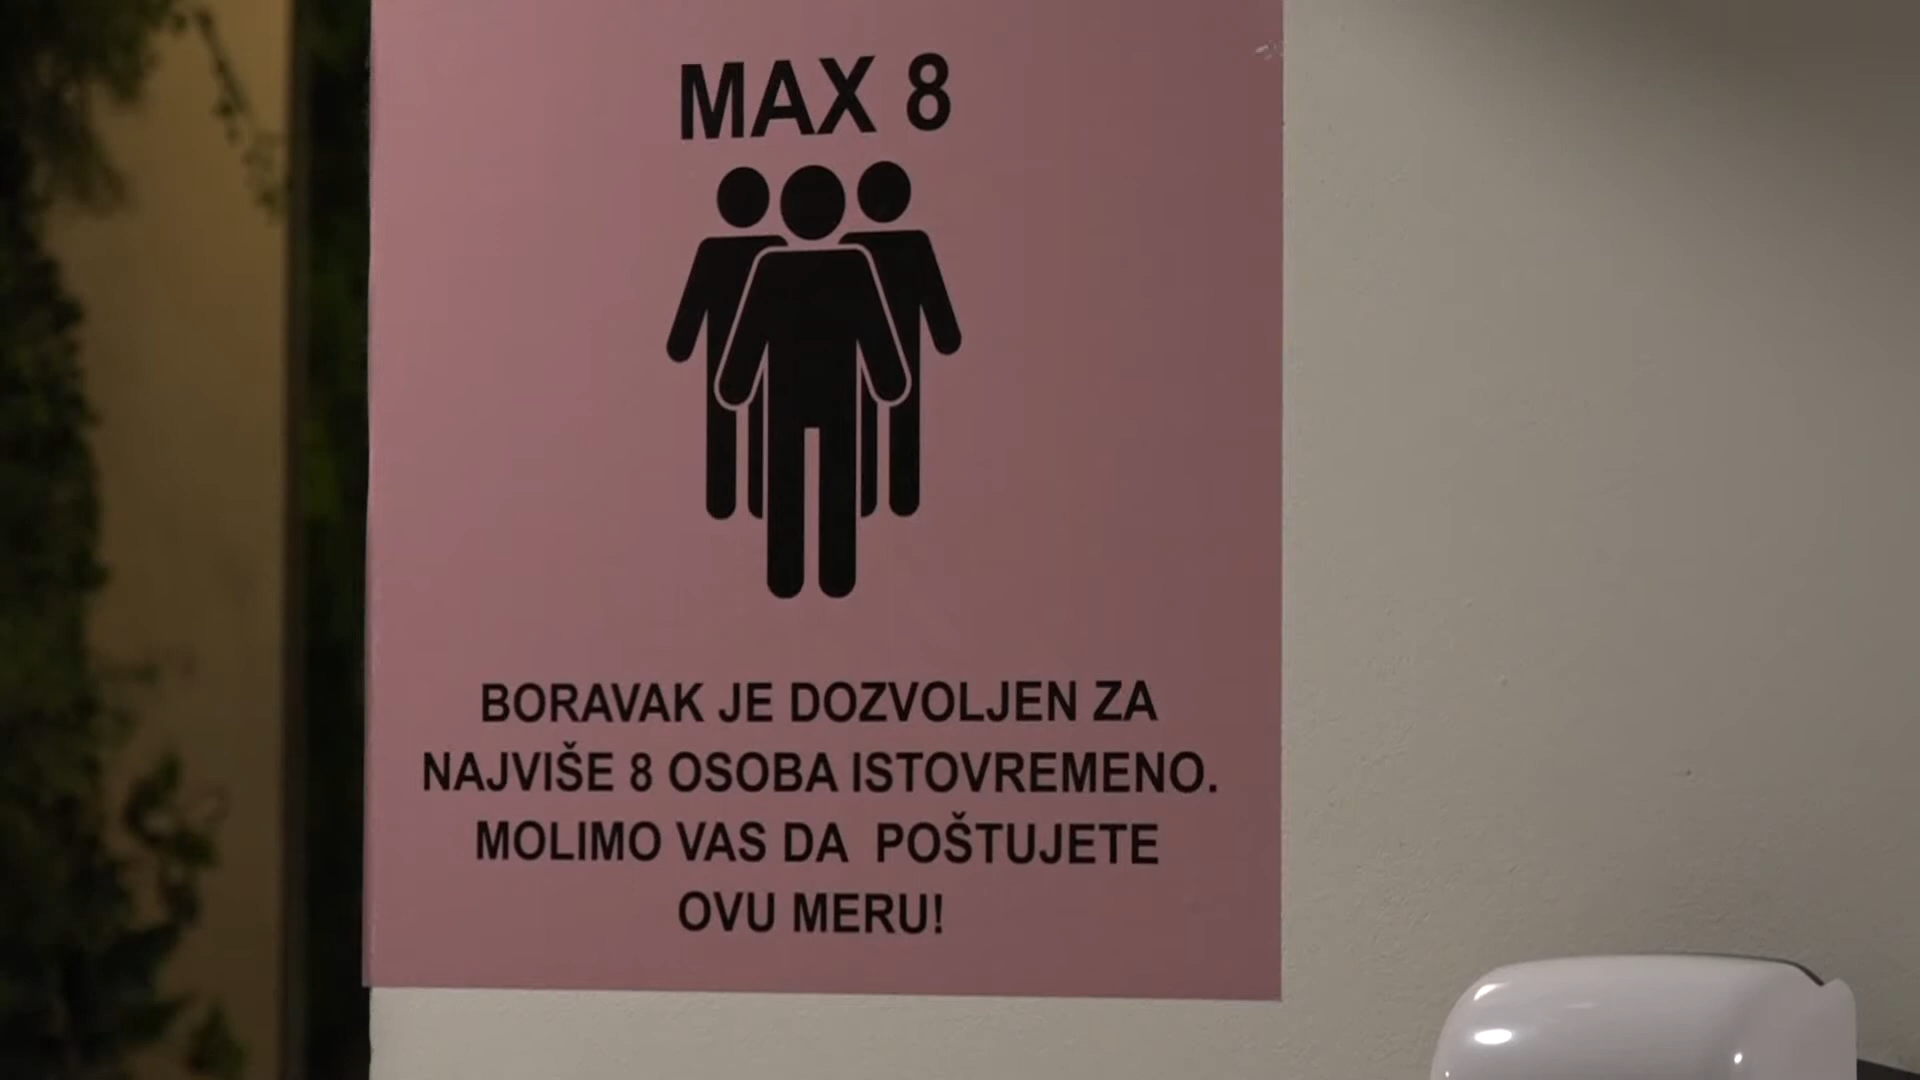 MAX 8
BORAVAK JE DOZVOLJEN ZA
NAJVIŠE 8 OSOBA ISTOVREMENO.
MOLIMO VAS DA POŠTUJETE
OVU MERU!